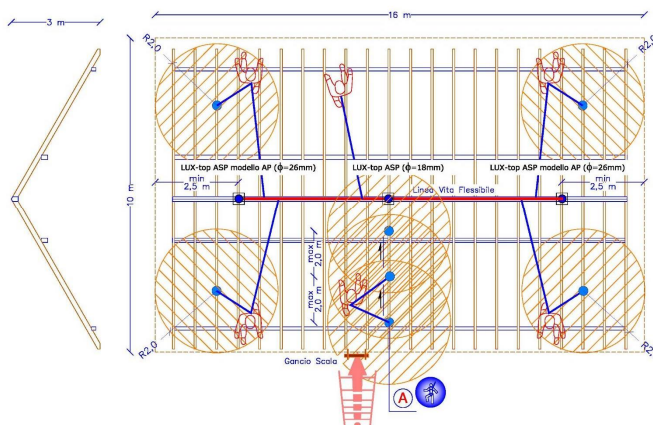 3 m
16 m
R2,0
R2,0
LUX-top ASP modello AP (ϕ=26mm)
LUX-top ASP (ϕ=18mm)
LUX-top ASP modello AP (ϕ=26mm)
min
2,5 m
Linea Vita Flessibile
min
2,5 m
10 m
max
2,0 m
max
2,0 m
R2,0
R2,0
Gancio Scala
A